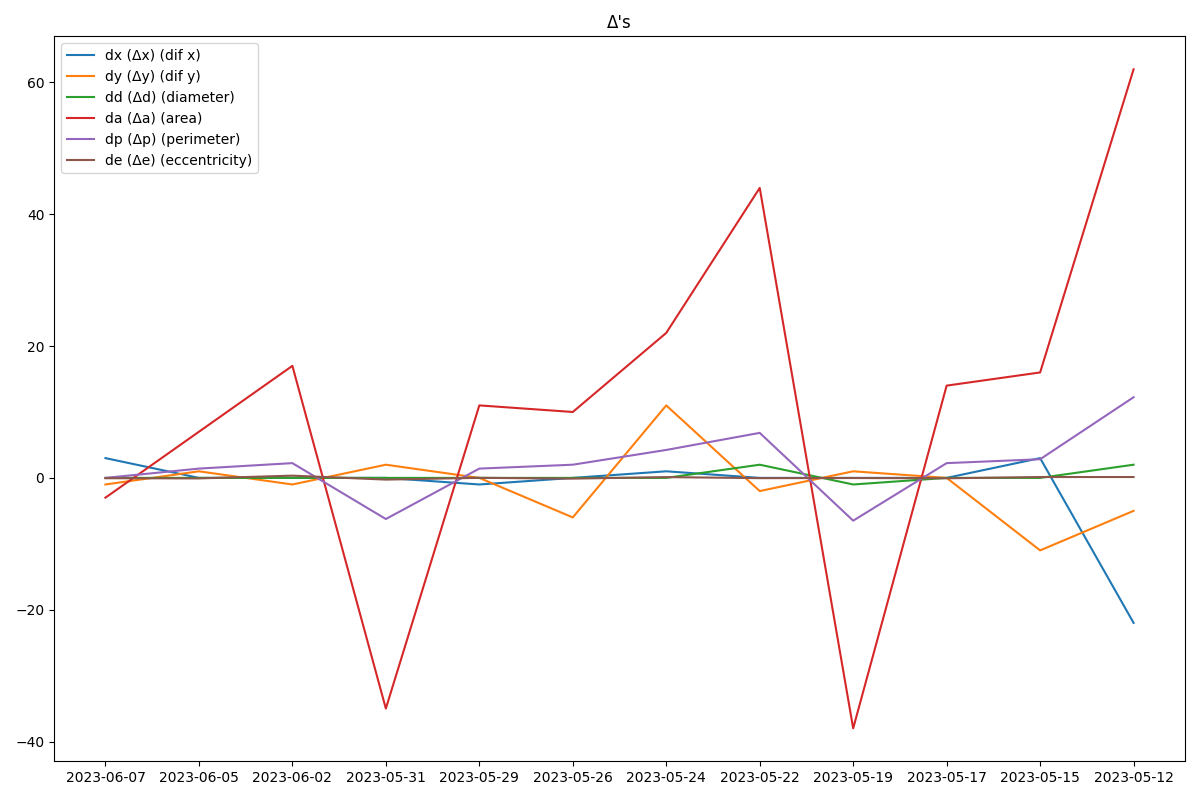 Δ's
dx (Δx) (dif x)
dy (Δy) (dif y)
dd (Δd) (diameter)
da (Δa) (area)
dp (Δp) (perimeter)
de (Δe) (eccentricity)
60
40
20
0
−20
−40
2023-06-07 2023-06-05 2023-06-02 2023-05-31 2023-05-29 2023-05-26 2023-05-24 2023-05-22 2023-05-19 2023-05-17 2023-05-15 2023-05-12